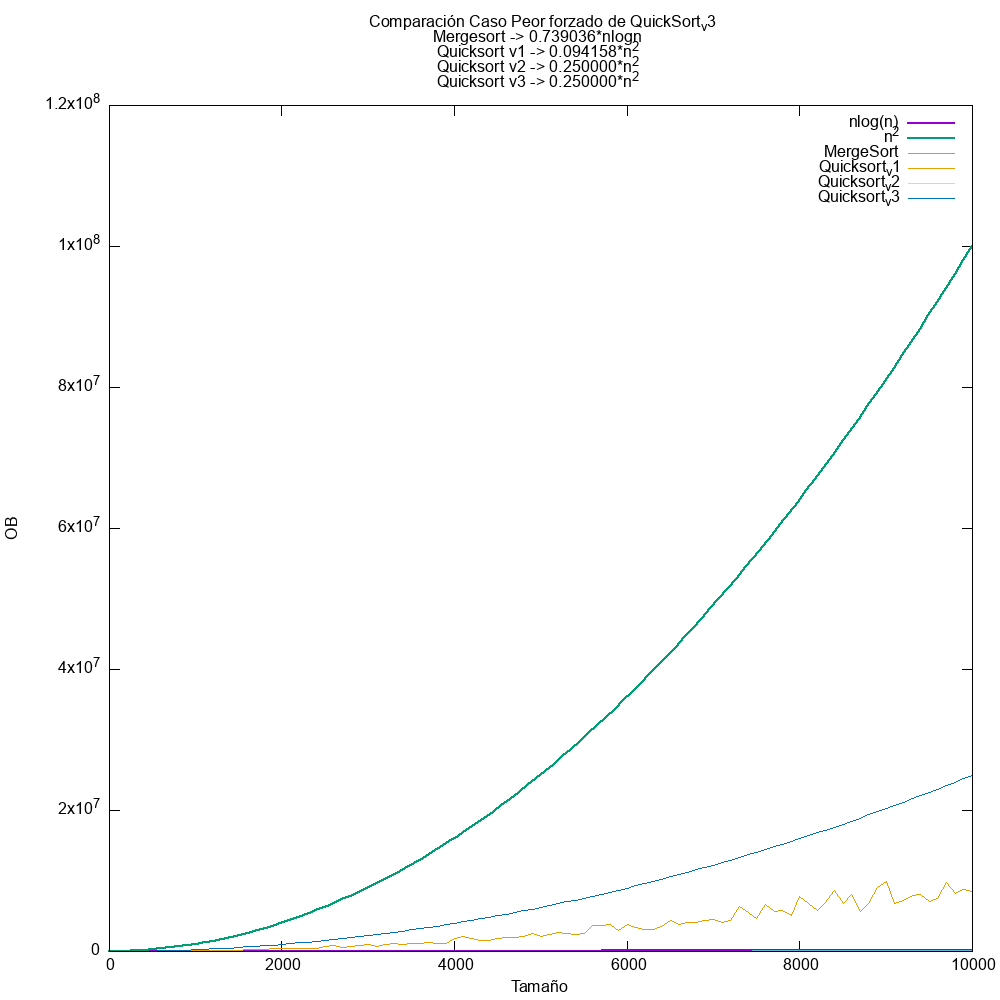 Comparación Caso Peor forzado de QuickSortᵥ3
Mergesort -> 0.739036*nlogn
Quicksort v1 -> 0.094158*n²
Quicksort v2 -> 0.250000*n²
Quicksort v3 -> 0.250000*n²
1.2x10⁸
1x10⁸
8x10⁷
6x10⁷
4x10⁷
2x10⁷
0
OB
nlog(n)
n²
MergeSort
Quicksortᵥ1
Quicksortᵥ2
Quicksortᵥ3
0 2000 4000 6000 8000 10000
Tamaño